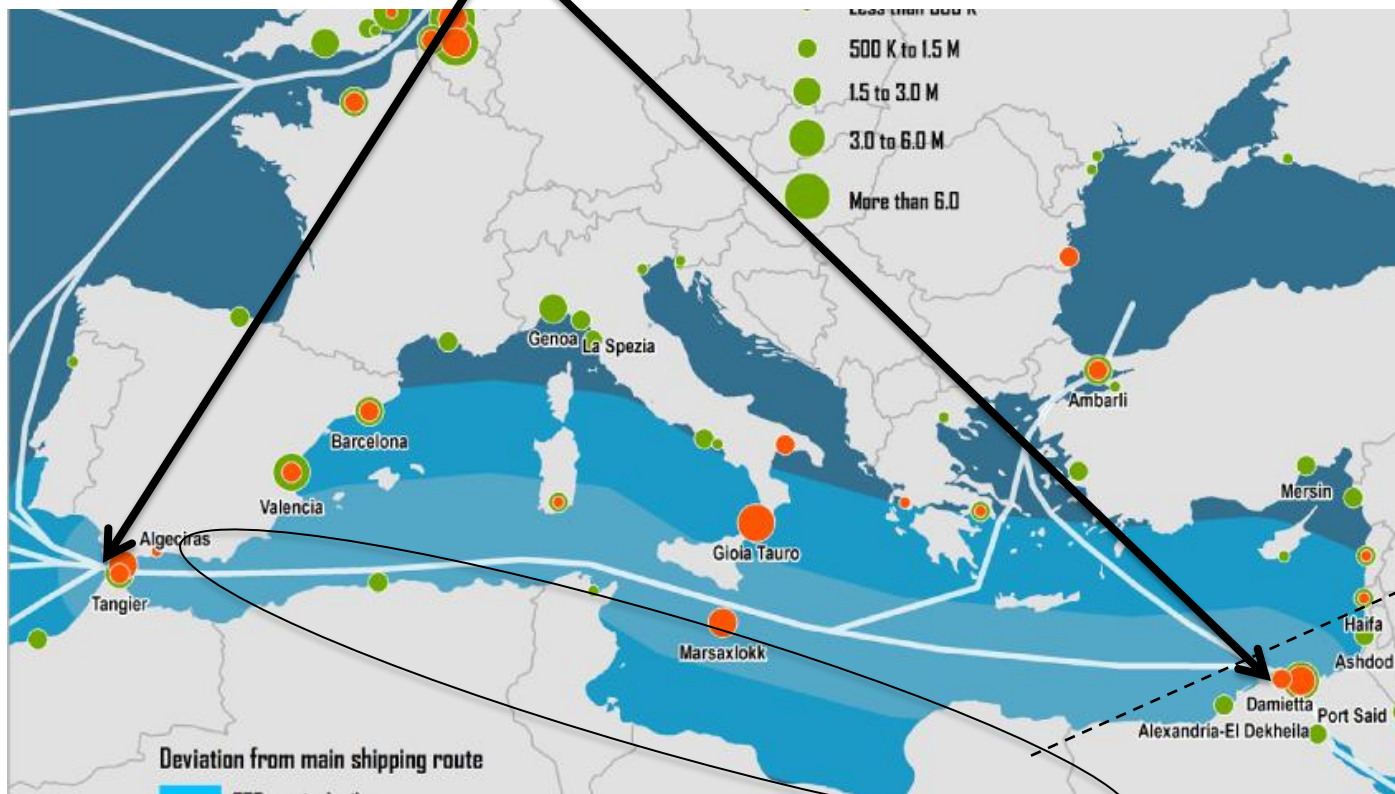 500 K to 1.5 M
1.5 to 3.0 M
3.0 to 6.0 M
More than 6.0
Genoa
La Spezia
Ambarli
Barcelona
Mersin
Valencia
Algeciras
Gioia Tauro
Tangier
Haifa
Marsaxlokk
Ashdod
Damietta
Port Said
Alexandria-El Dekheila
Deviation from main shipping route